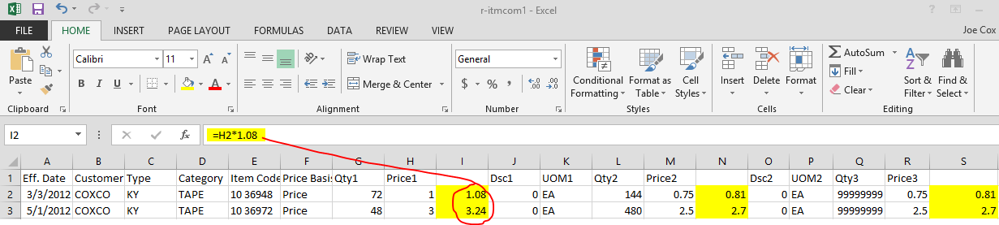 r-itmcom1 - Excel
FILE HOME INSERT PAGE LAYOUT FORMULAS DATA REVIEW VIEW Joe Cox
Calibri 11 A A Wrap Text General AutoSum
Fill
Paste B I U A Merge & Center $ % , Conditional Formatting Format as Table Cell Styles Insert Delete Format Clear Sort & Filter Find & Select
Clipboard Font Alignment Number Styles Cells Editing
I2 fx =H2*1.08
A B C D E F G H I J K L M N O P Q R S
1 Eff. Date Customer Type Category Item Code Price Basis Qty1 Price1 Dsc1 UOM1 Qty2 Price2 Dsc2 UOM2 Qty3 Price3
2 3/3/2012 COXCO KY TAPE 10 36948 Price 72 1 1.08 0 EA 144 0.75 0.81 0 EA 99999999 0.75 0.81
3 5/1/2012 COXCO KY TAPE 10 36972 Price 48 3 3.24 0 EA 480 2.5 2.7 0 EA 99999999 2.5 2.7